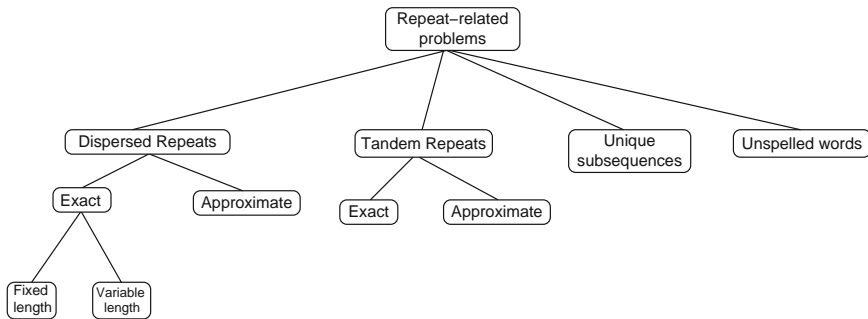 Repeat−related
problems
Dispersed Repeats
Tandem Repeats
Unique
subsequences
Unspelled words
Exact
Approximate
Exact
Approximate
Fixed
length
Variable
length